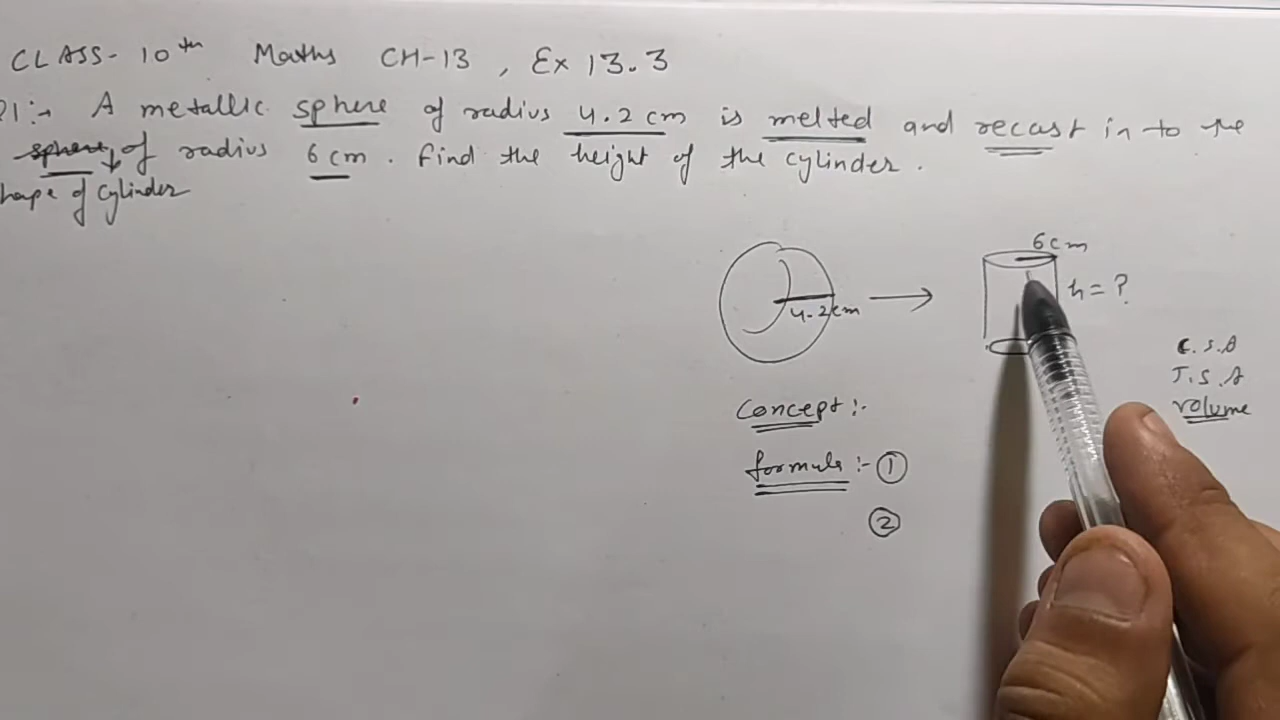 CLASS- 10th Maths CH-13, Ex 13.3
Q1:→ A metallic sphere of radius 4.2 cm is melted and recast in to the
sphere of radius 6 cm. Find the height of the cylinder.
shape of cylinder
6cm
4.2cm
h = ?
C.S.A
T.S.A
volume
Concept :-
formula :- ①
②